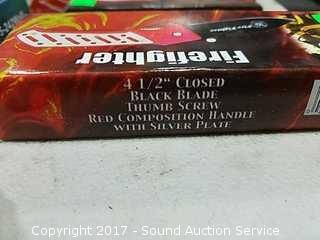 Firefighter
4 1/2" CLOSED
BLACK BLADE
THUMB SCREW
RED COMPOSITION HANDLE
WITH SILVER PLATE
Copyright 2017 - Sound Auction Service